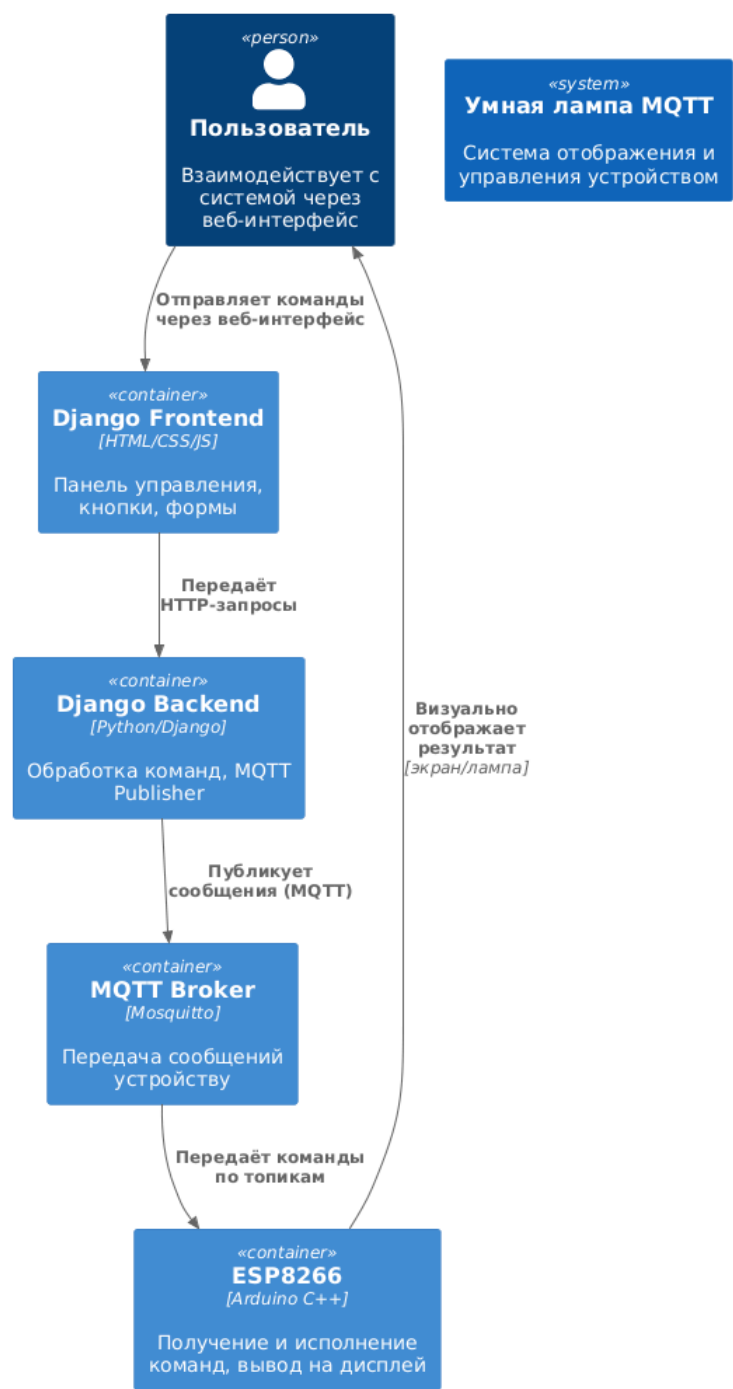 «person»
Пользователь
Взаимодействует с
системой через
веб-интерфейс
«system»
Умная лампа MQTT
Система отображения и
управления устройством
Отправляет команды
через веб-интерфейс
«container»
Django Frontend
[HTML/CSS/JS]
Панель управления,
кнопки, формы
Передаёт
HTTP-запросы
«container»
Django Backend
[Python/Django]
Обработка команд, MQTT
Publisher
Визуально
отображает
результат
[экран/лампа]
Публикует
сообщения (MQTT)
«container»
MQTT Broker
[Mosquitto]
Передача сообщений
устройству
Передаёт команды
по топикам
«container»
ESP8266
[Arduino C++]
Получение и исполнение
команд, вывод на дисплей